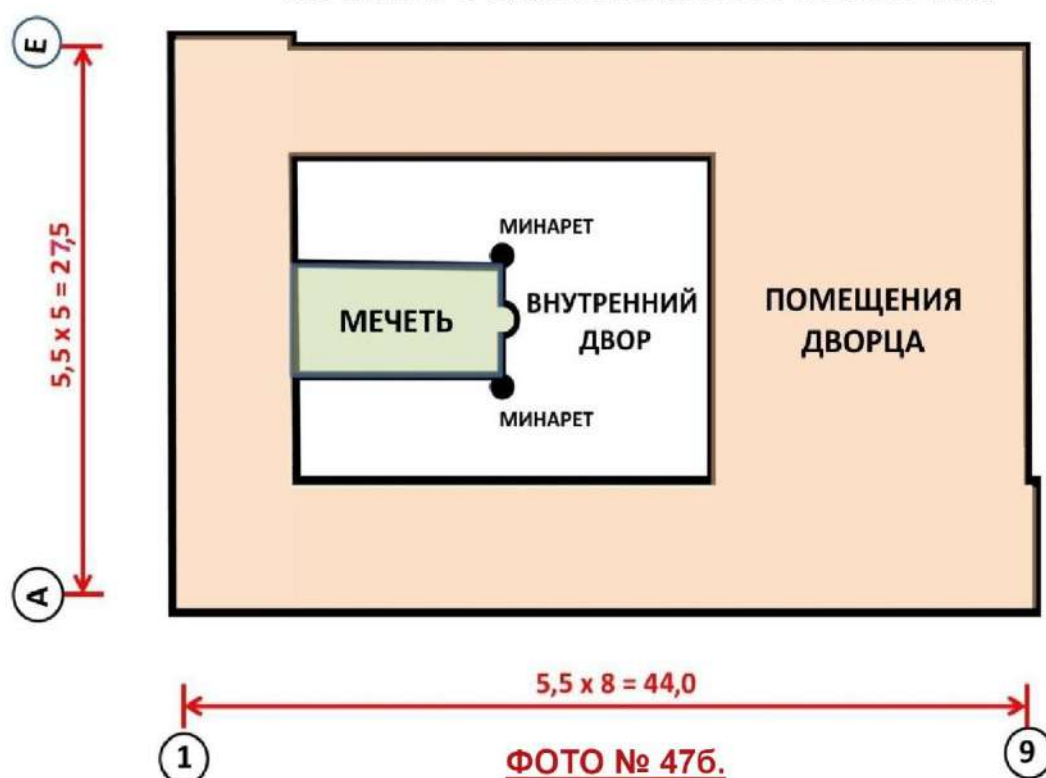 Е
5,5 х 5 = 27,5
МИНАРЕТ
МЕЧЕТЬ
ВНУТРЕННИЙ
ДВОР
ПОМЕЩЕНИЯ
ДВОРЦА
МИНАРЕТ
А
5,5 х 8 = 44,0
1
9
ФОТО № 47б.